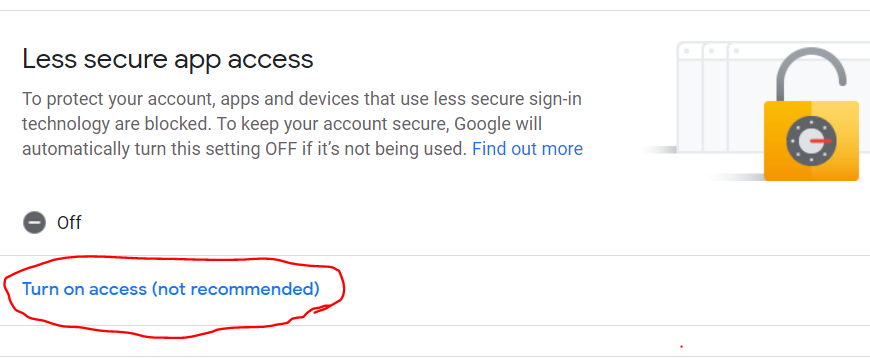 Less secure app access
To protect your account, apps and devices that use less secure sign-in
technology are blocked. To keep your account secure, Google will
automatically turn this setting OFF if it’s not being used. Find out more
Off
Turn on access (not recommended)